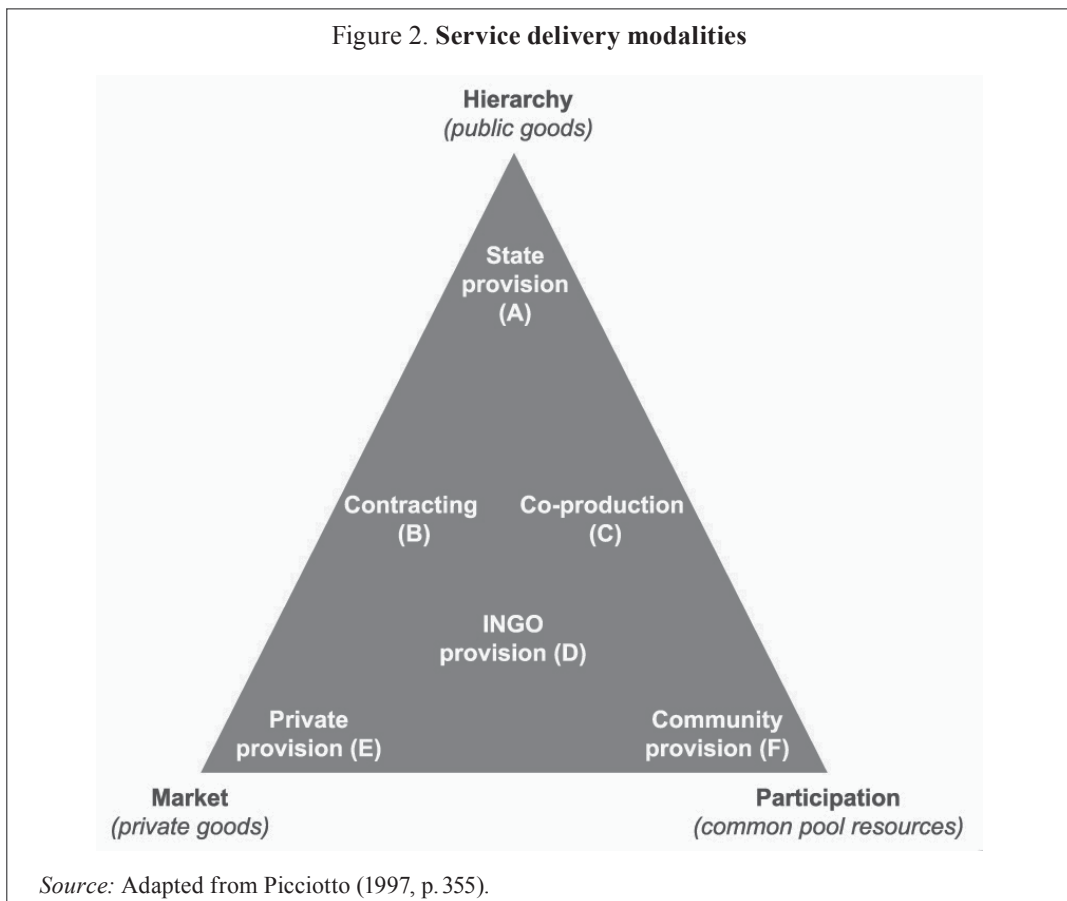 Figure 2. Service delivery modalities
Hierarchy
(public goods)
State
provision
(A)
Contracting
(B)
Co-production
(C)
INGO
provision (D)
Private
provision (E)
Community
provision (F)
Market
(private goods)
Participation
(common pool resources)
Source: Adapted from Picciotto (1997, p. 355).